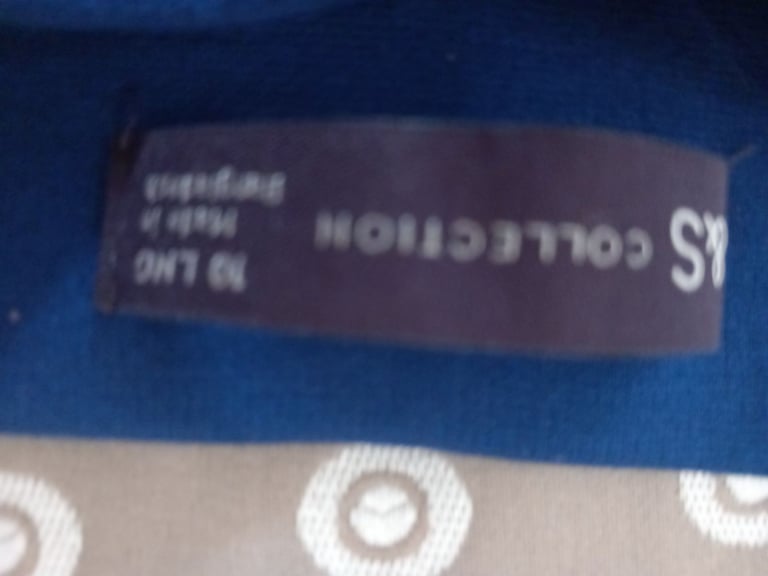 &S COLLECTION
10 LNG
Made in
Bangladesh